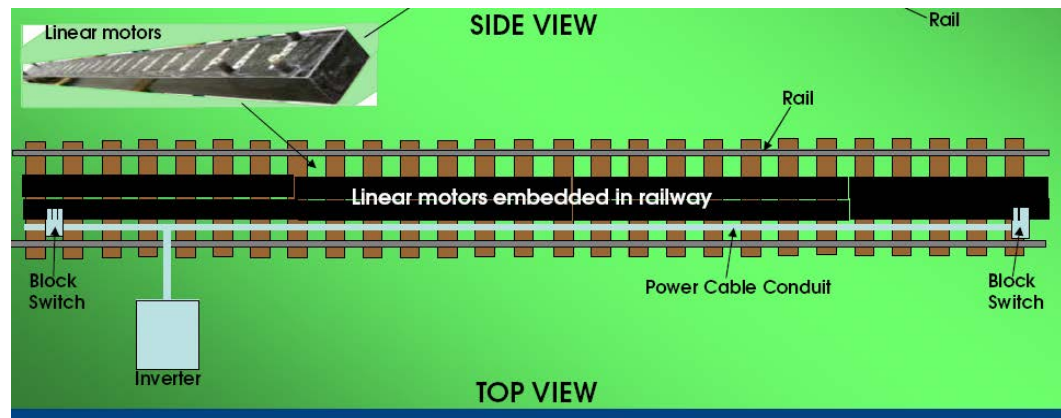 SIDE VIEW
Rail
Linear motors
Rail
Linear motors embedded in railway
Block
Switch
Power Cable Conduit
Block
Switch
Inverter
TOP VIEW